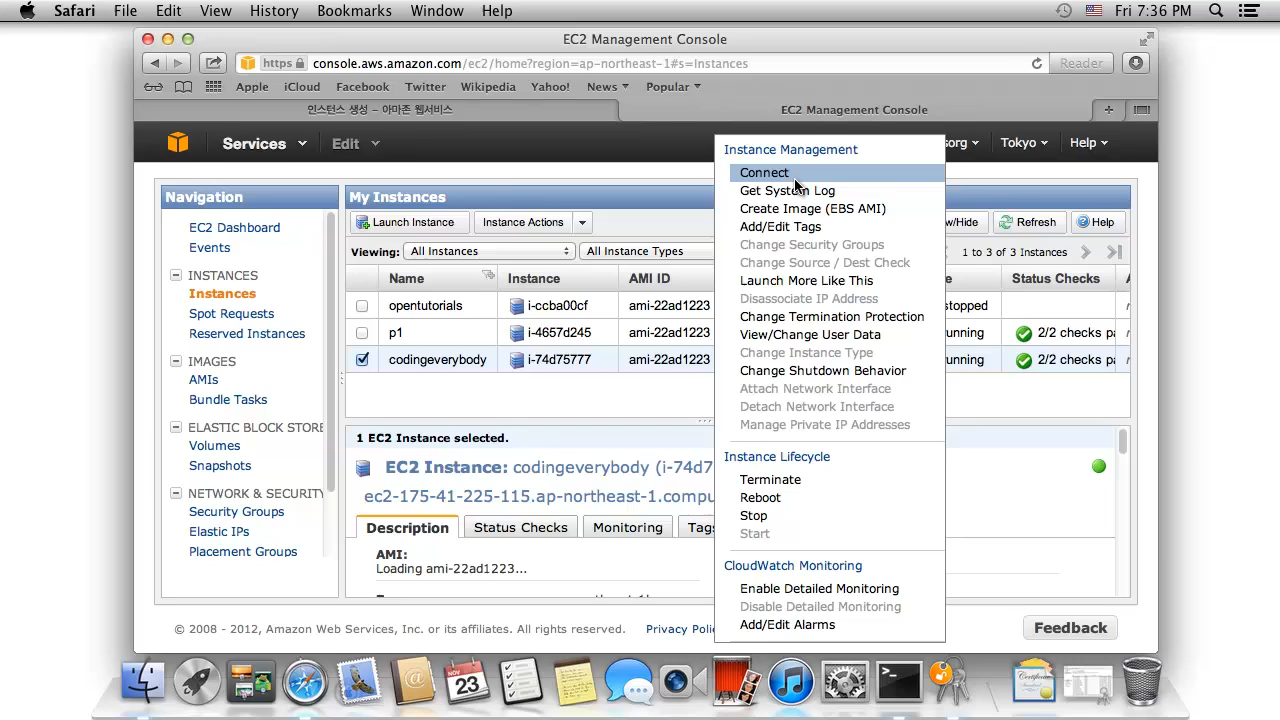 Safari File Edit View History Bookmarks Window Help Fri 7:36 PM
EC2 Management Console
https console.aws.amazon.com/ec2/home?region=ap-northeast-1#s=Instances Reader
Apple iCloud Facebook Twitter Wikipedia Yahoo! News Popular
인스턴스 생성 - 아마존 웹서비스 EC2 Management Console
Services Edit sorg Tokyo Help
Navigation
EC2 Dashboard
Events
INSTANCES
Instances
Spot Requests
Reserved Instances
IMAGES
AMIs
Bundle Tasks
ELASTIC BLOCK STORE
Volumes
Snapshots
NETWORK & SECURITY
Security Groups
Elastic IPs
Placement Groups
My Instances
Launch Instance Instance Actions w/Hide Refresh Help
Viewing: All Instances All Instance Types 1 to 3 of 3 Instances
Name Instance AMI ID e Status Checks
opentutorials i-ccba00cf ami-22ad1223 stopped
p1 i-4657d245 ami-22ad1223 unning 2/2 checks pa
codingeverybody i-74d75777 ami-22ad1223 unning 2/2 checks pa
1 EC2 Instance selected.
EC2 Instance: codingeverybody (i-74d7
ec2-175-41-225-115.ap-northeast-1.compu
Description Status Checks Monitoring Tags
AMI:
Loading ami-22ad1223...
Instance Management
Connect
Get System Log
Create Image (EBS AMI)
Add/Edit Tags
Change Security Groups
Change Source / Dest Check
Launch More Like This
Disassociate IP Address
Change Termination Protection
View/Change User Data
Change Instance Type
Change Shutdown Behavior
Attach Network Interface
Detach Network Interface
Manage Private IP Addresses
Instance Lifecycle
Terminate
Reboot
Stop
Start
CloudWatch Monitoring
Enable Detailed Monitoring
Disable Detailed Monitoring
Add/Edit Alarms
© 2008 - 2012, Amazon Web Services, Inc. or its affiliates. All rights reserved. Privacy Poli
Feedback
NOV
23